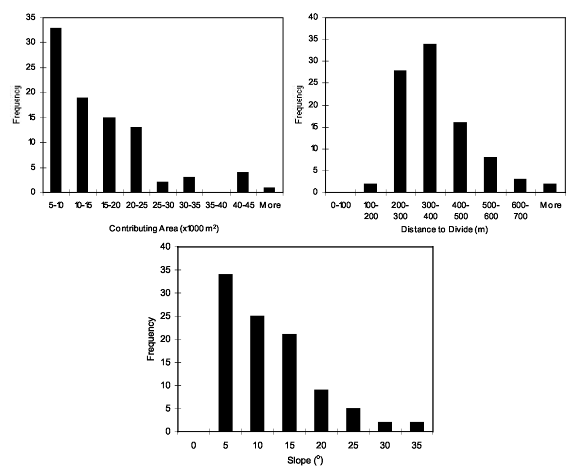 35
30
25
20
15
10
5
0
Frequency
5-10 10-15 15-20 20-25 25-30 30-35 35-40 40-45 More
Contributing Area (x1000 m²)
40
35
30
25
20
15
10
5
0
Frequency
0-100 100-200 200-300 300-400 400-500 500-600 600-700 More
Distance to Divide (m)
40
35
30
25
20
15
10
5
0
Frequency
0 5 10 15 20 25 30 35
Slope (°)